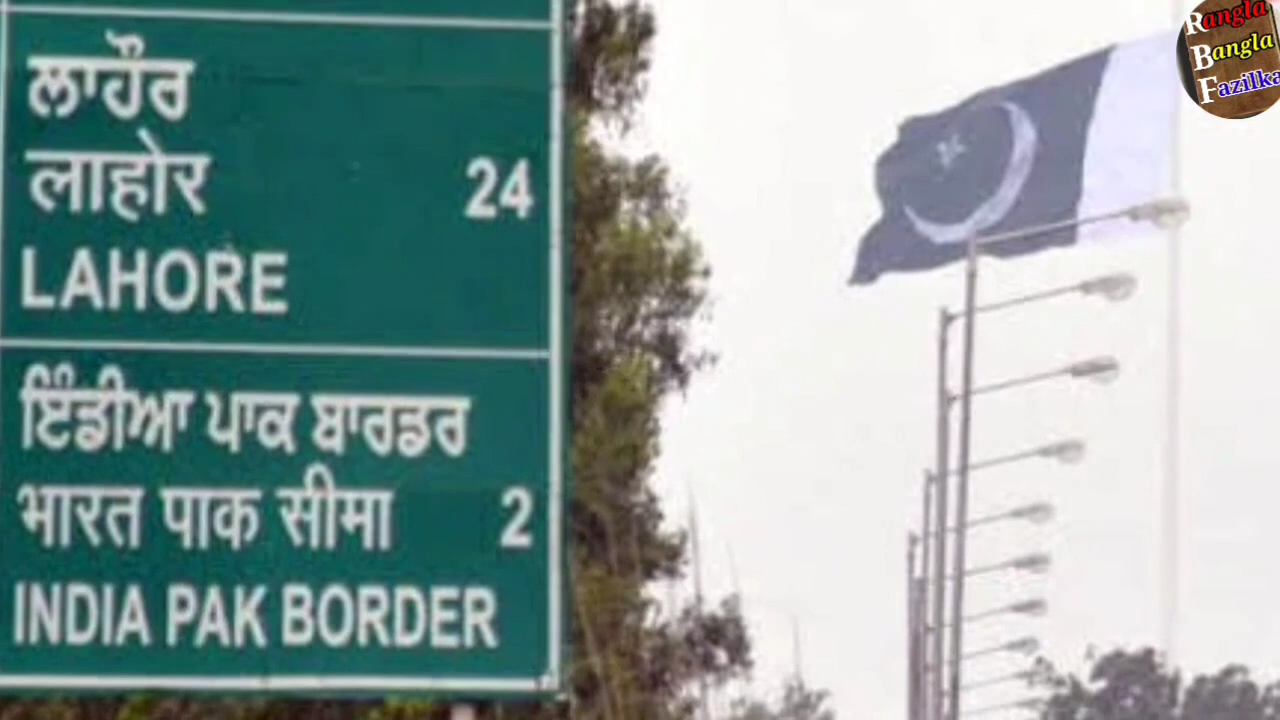 ਲਾਹੌਰ
लाहोर 24
LAHORE
ਇੰਡੀਆ ਪਾਕ ਬਾਰਡਰ
भारत पाक सीमा 2
INDIA PAK BORDER
Rangla
Bangla
Fazilka